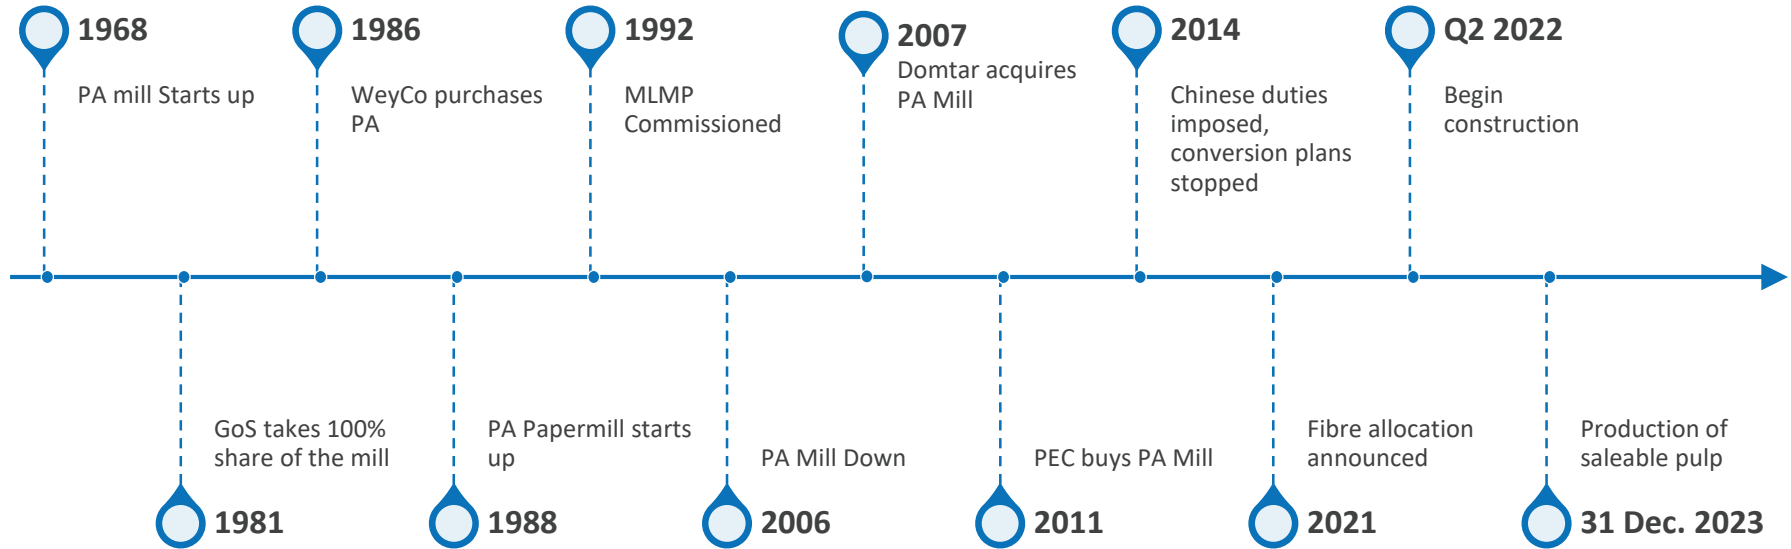 1968
PA mill Starts up
1986
WeyCo purchases
PA
1992
MLMP
Commissioned
2007
Domtar acquires
PA Mill
2014
Chinese duties
imposed,
conversion plans
stopped
Q2 2022
Begin
construction
GoS takes 100%
share of the mill
1981
PA Papermill starts
up
1988
PA Mill Down
2006
PEC buys PA Mill
2011
Fibre allocation
announced
2021
Production of
saleable pulp
31 Dec. 2023